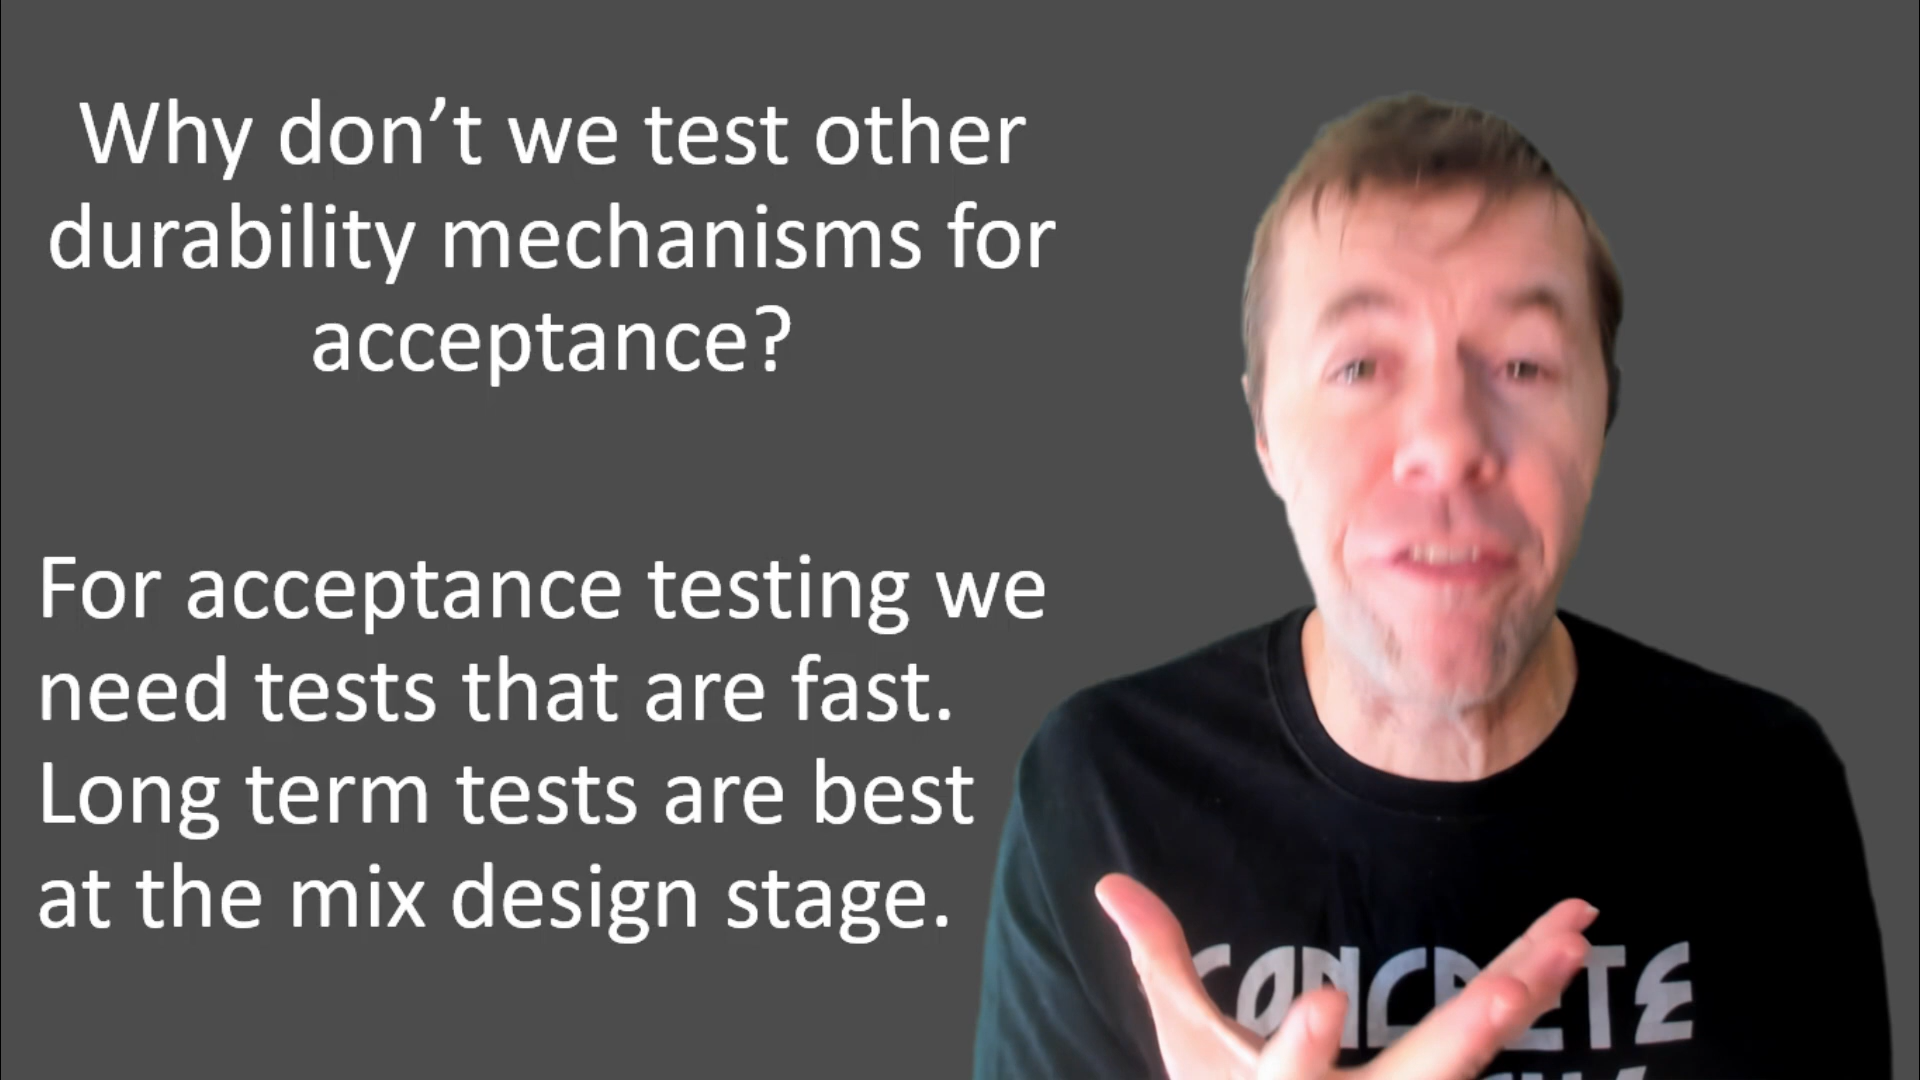 Why don’t we test other
durability mechanisms for
acceptance?
For acceptance testing we
need tests that are fast.
Long term tests are best
at the mix design stage.
CONCRETE